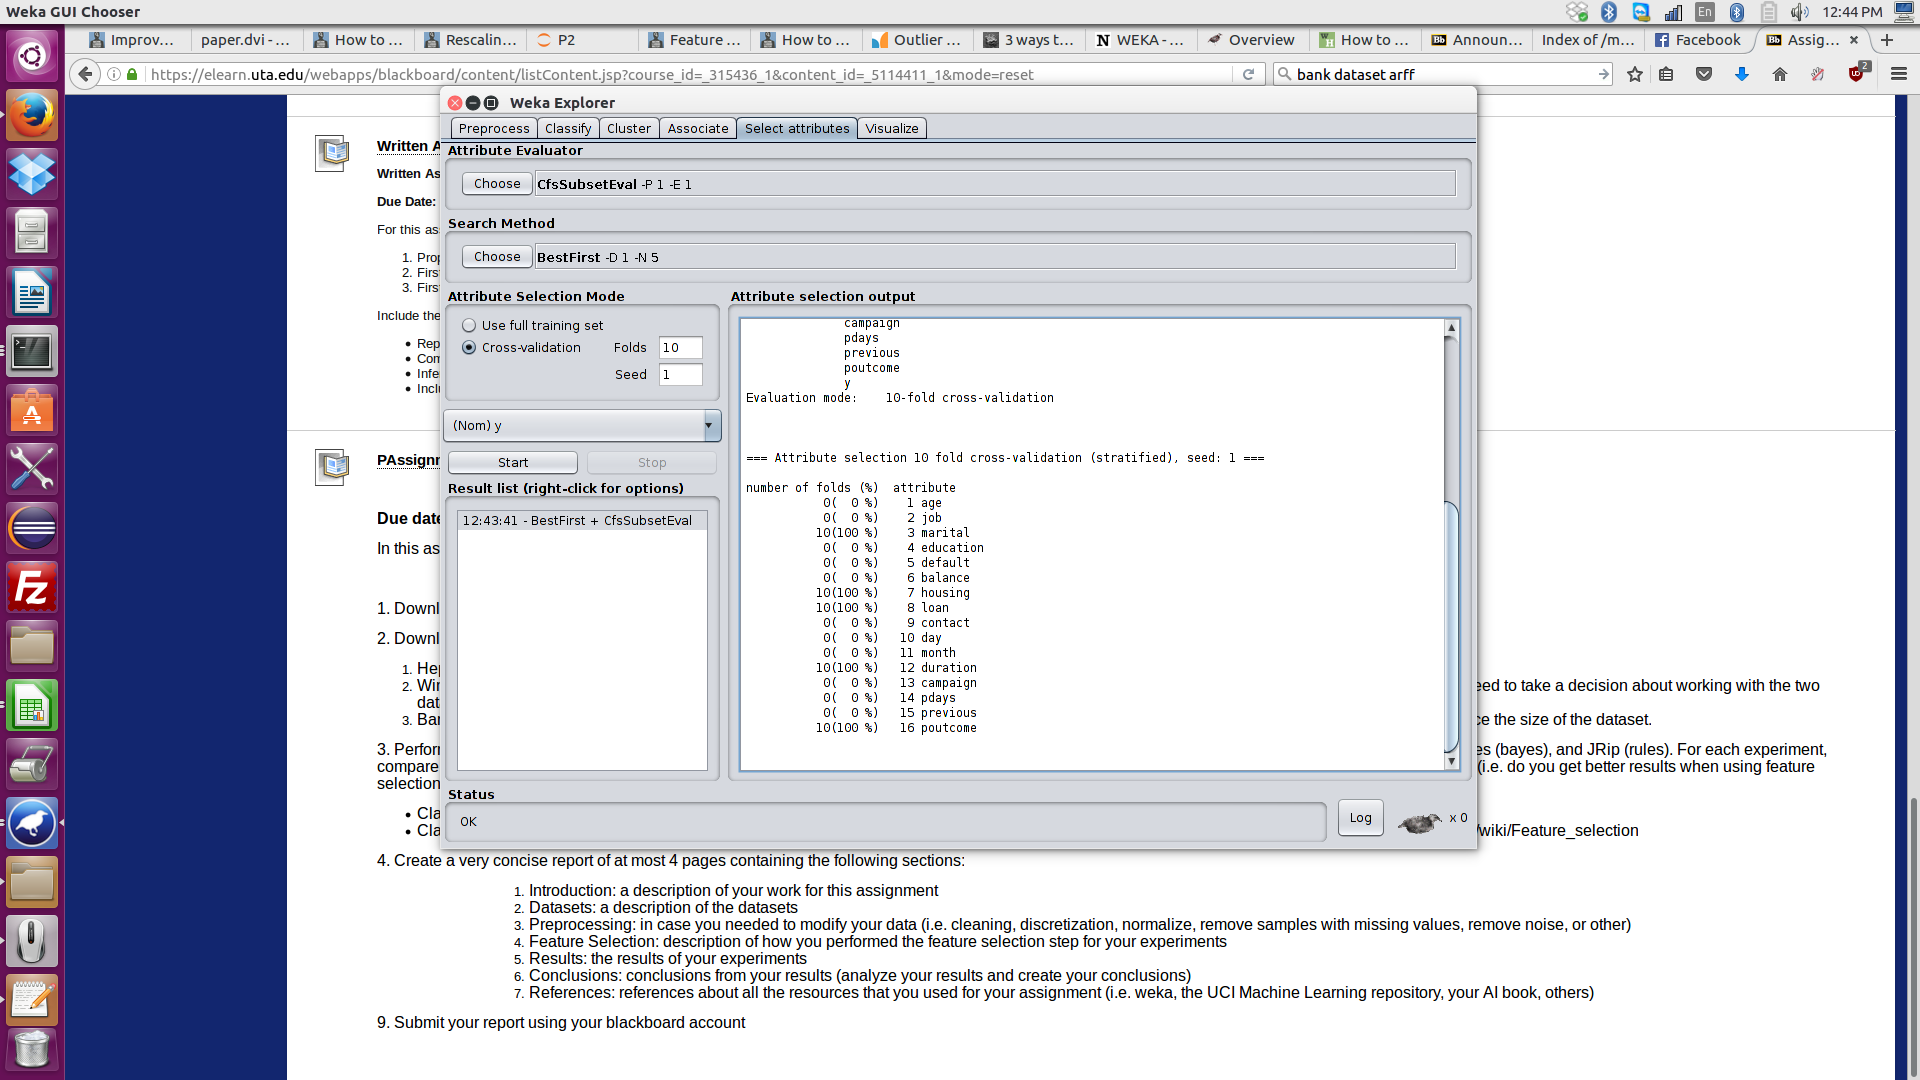 Weka GUI Chooser
En
12:44 PM
Improv...
paper.dvi - ...
How to ...
Rescalin...
P2
Feature ...
How to ...
Outlier ...
3 ways t...
WEKA - ...
Overview
How to ...
Announ...
Index of /m...
Facebook
Assig...
https://elearn.uta.edu/webapps/blackboard/content/listContent.jsp?course_id=_315436_1&content_id=_5114411_1&mode=reset
bank dataset arff
2
Weka Explorer
Preprocess
Classify
Cluster
Associate
Select attributes
Visualize
Attribute Evaluator
Choose
CfsSubsetEval -P 1 -E 1
Search Method
Choose
BestFirst -D 1 -N 5
Attribute Selection Mode
Use full training set
Cross-validation Folds 10
Seed 1
(Nom) y
Start
Stop
Result list (right-click for options)
12:43:41 - BestFirst + CfsSubsetEval
Attribute selection output
campaign
pdays
previous
poutcome
y
Evaluation mode: 10-fold cross-validation
=== Attribute selection 10 fold cross-validation (stratified), seed: 1 ===
number of folds (%) attribute
0( 0 %) 1 age
0( 0 %) 2 job
10(100 %) 3 marital
0( 0 %) 4 education
0( 0 %) 5 default
0( 0 %) 6 balance
10(100 %) 7 housing
10(100 %) 8 loan
0( 0 %) 9 contact
0( 0 %) 10 day
0( 0 %) 11 month
10(100 %) 12 duration
0( 0 %) 13 campaign
0( 0 %) 14 pdays
0( 0 %) 15 previous
10(100 %) 16 poutcome
Status
OK
Log
x 0
Written A
Written As
Due Date:
For this as
1. Prop
2. Firs
3. Firs
Include the
Rep
Com
Infe
Inclu
PAssignn
Due date
In this as
1. Downl
2. Downl
1. Hep
2. Win
eed to take a decision about working with the two
dat
3. Ban
ce the size of the dataset.
3. Perforr
es (bayes), and JRip (rules). For each experiment,
compare
(i.e. do you get better results when using feature
selection
Cla
Cla
/wiki/Feature_selection
4. Create a very concise report of at most 4 pages containing the following sections:
1. Introduction: a description of your work for this assignment
2. Datasets: a description of the datasets
3. Preprocessing: in case you needed to modify your data (i.e. cleaning, discretization, normalize, remove samples with missing values, remove noise, or other)
4. Feature Selection: description of how you performed the feature selection step for your experiments
5. Results: the results of your experiments
6. Conclusions: conclusions from your results (analyze your results and create your conclusions)
7. References: references about all the resources that you used for your assignment (i.e. weka, the UCI Machine Learning repository, your AI book, others)
9. Submit your report using your blackboard account